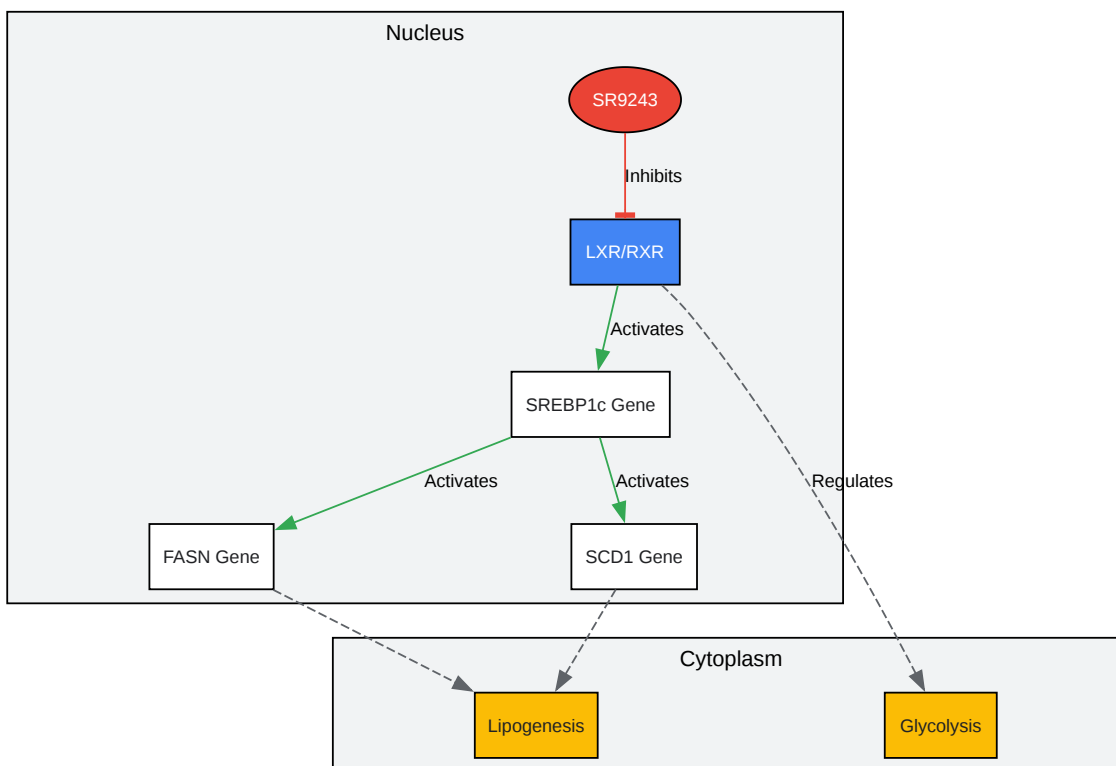 Nucleus
SR9243
Inhibits
LXR/RXR
Activates
SREBP1c Gene
Activates
Activates
Regulates
FASN Gene
SCD1 Gene
Cytoplasm
Lipogenesis
Glycolysis